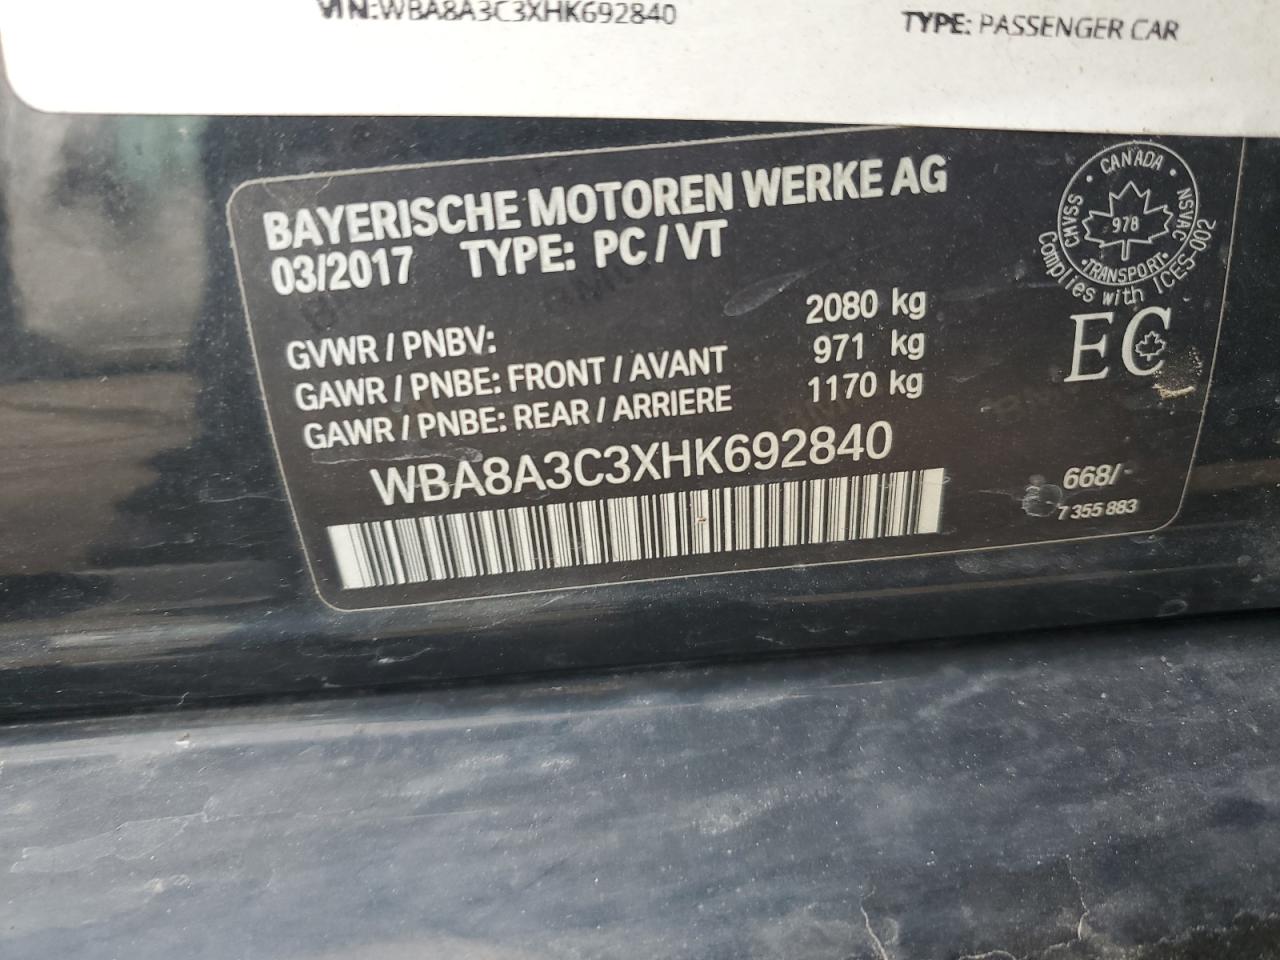 VIN:WBA8A3C3XHK692840
TYPE: PASSENGER CAR
BAYERISCHE MOTOREN WERKE AG
03/2017 TYPE: PC / VT
GVWR / PNBV: 2080 kg
GAWR / PNBE: FRONT / AVANT 971 kg
GAWR / PNBE: REAR / ARRIERE 1170 kg
WBA8A3C3XHK692840
CANADA
CMVSS 978 NSVAC
TRANSPORT
Complies with ICES-002
EC
668/-
7 355 883